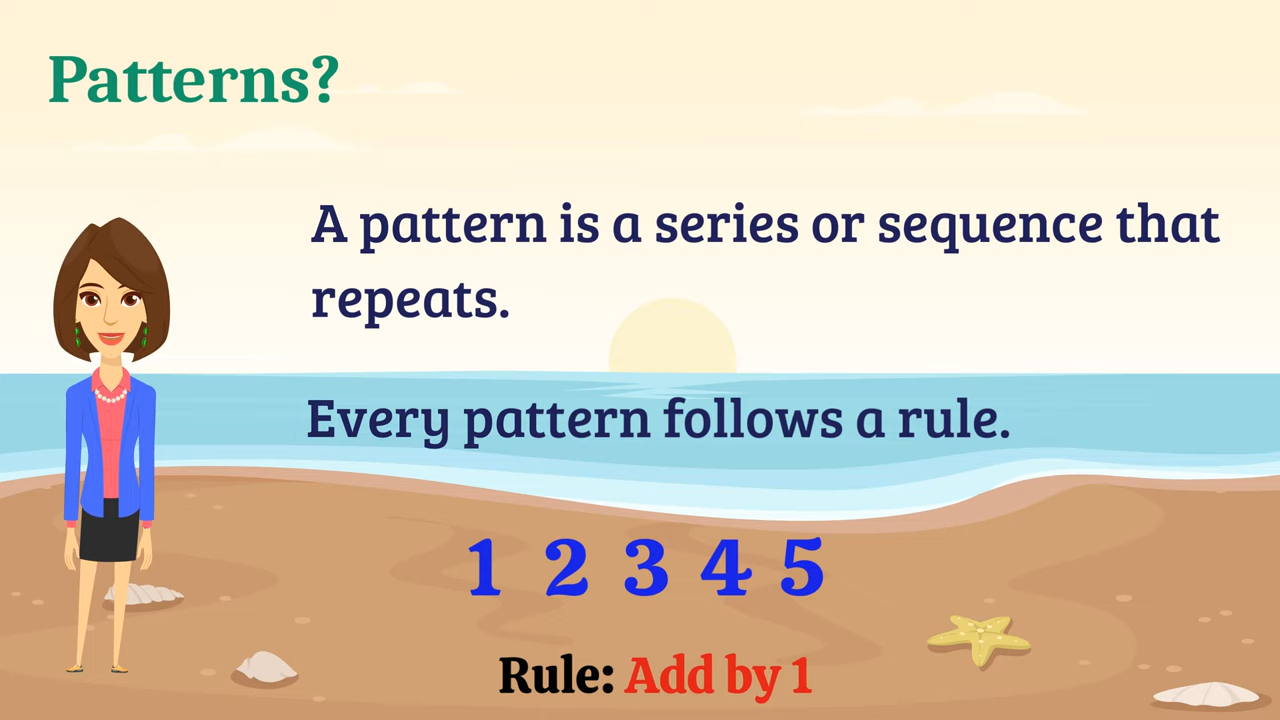 Patterns?
A pattern is a series or sequence that
repeats.
Every pattern follows a rule.
1 2 3 4 5
Rule: Add by 1